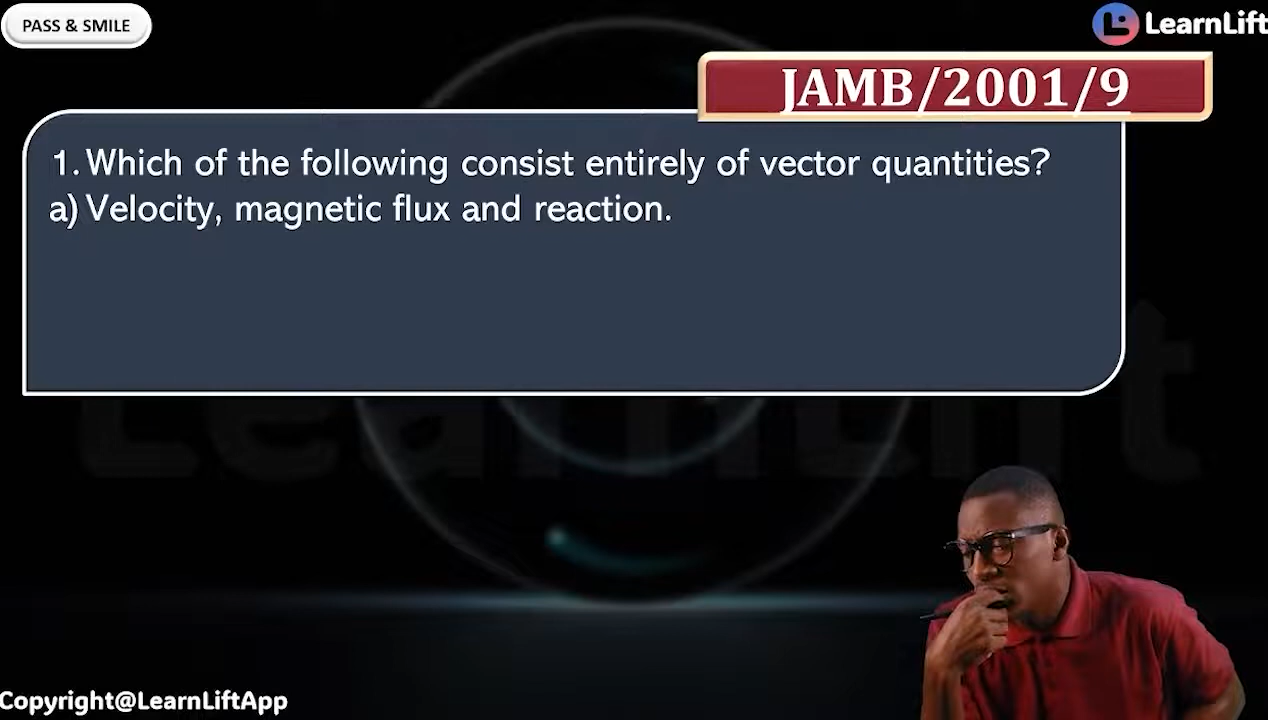 PASS & SMILE
LearnLift
JAMB/2001/9
1. Which of the following consist entirely of vector quantities?
a) Velocity, magnetic flux and reaction.
LearnLift
Copyright@LearnLiftApp